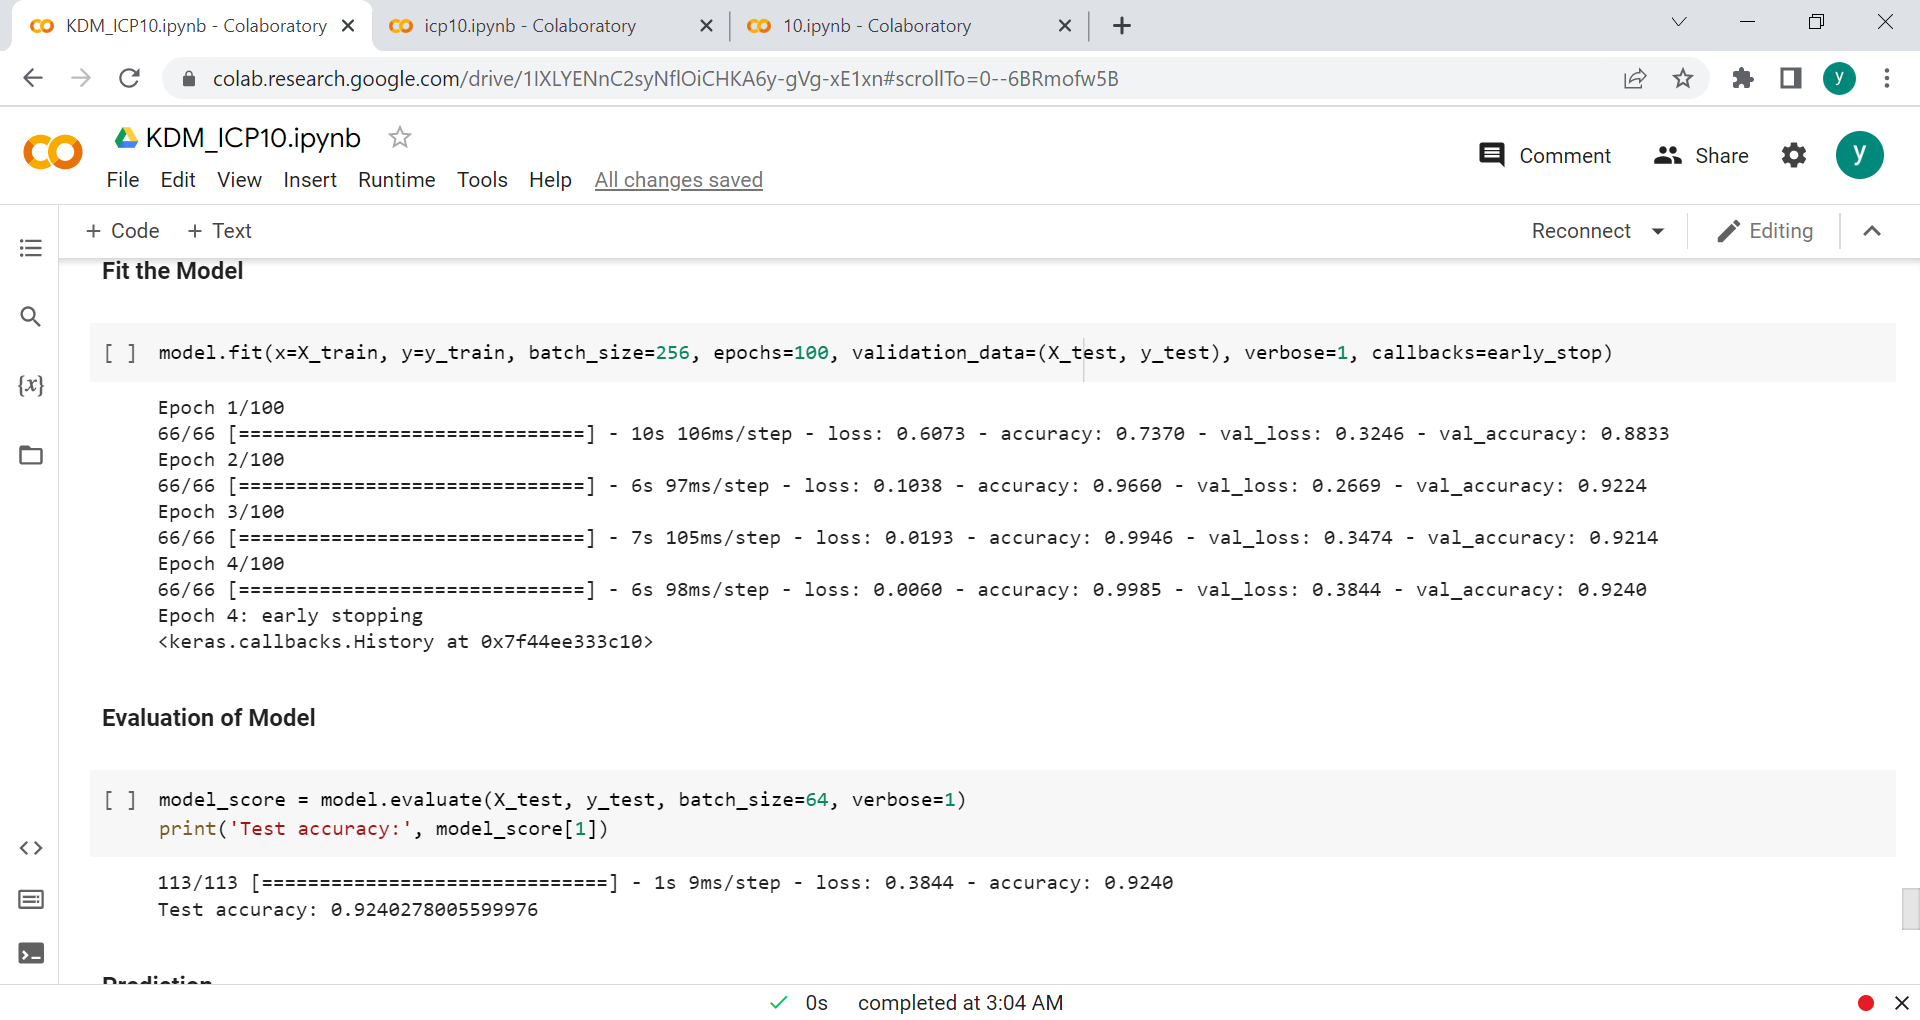 KDM_ICP10.ipynb - Colaboratory
icp10.ipynb - Colaboratory
10.ipynb - Colaboratory
colab.research.google.com/drive/1IXLYENnC2syNflOiCHKA6y-gVg-xE1xn#scrollTo=0--6BRmofw5B
y
KDM_ICP10.ipynb
Comment
Share
y
File Edit View Insert Runtime Tools Help All changes saved
+ Code + Text
Reconnect
Editing
Fit the Model
[ ] model.fit(x=X_train, y=y_train, batch_size=256, epochs=100, validation_data=(X_test, y_test), verbose=1, callbacks=early_stop)
Epoch 1/100
66/66 [==============================] - 10s 106ms/step - loss: 0.6073 - accuracy: 0.7370 - val_loss: 0.3246 - val_accuracy: 0.8833
Epoch 2/100
66/66 [==============================] - 6s 97ms/step - loss: 0.1038 - accuracy: 0.9660 - val_loss: 0.2669 - val_accuracy: 0.9224
Epoch 3/100
66/66 [==============================] - 7s 105ms/step - loss: 0.0193 - accuracy: 0.9946 - val_loss: 0.3474 - val_accuracy: 0.9214
Epoch 4/100
66/66 [==============================] - 6s 98ms/step - loss: 0.0060 - accuracy: 0.9985 - val_loss: 0.3844 - val_accuracy: 0.9240
Epoch 4: early stopping
<keras.callbacks.History at 0x7f44ee333c10>
{x}
Evaluation of Model
[ ] model_score = model.evaluate(X_test, y_test, batch_size=64, verbose=1)
print('Test accuracy:', model_score[1])
113/113 [==============================] - 1s 9ms/step - loss: 0.3844 - accuracy: 0.9240
Test accuracy: 0.9240278005599976
Prediction
0s completed at 3:04 AM